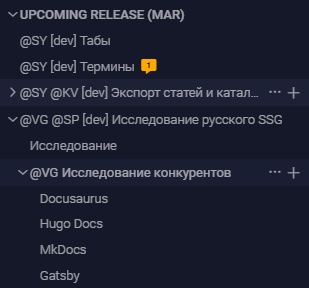 UPCOMING RELEASE (MAR)
@SY [dev] Табы
@SY [dev] Термины 1
@SY @KV [dev] Экспорт статей и катал...
@VG @SP [dev] Исследование русского SSG
Исследование
@VG Исследование конкурентов
Docusaurus
Hugo Docs
MkDocs
Gatsby